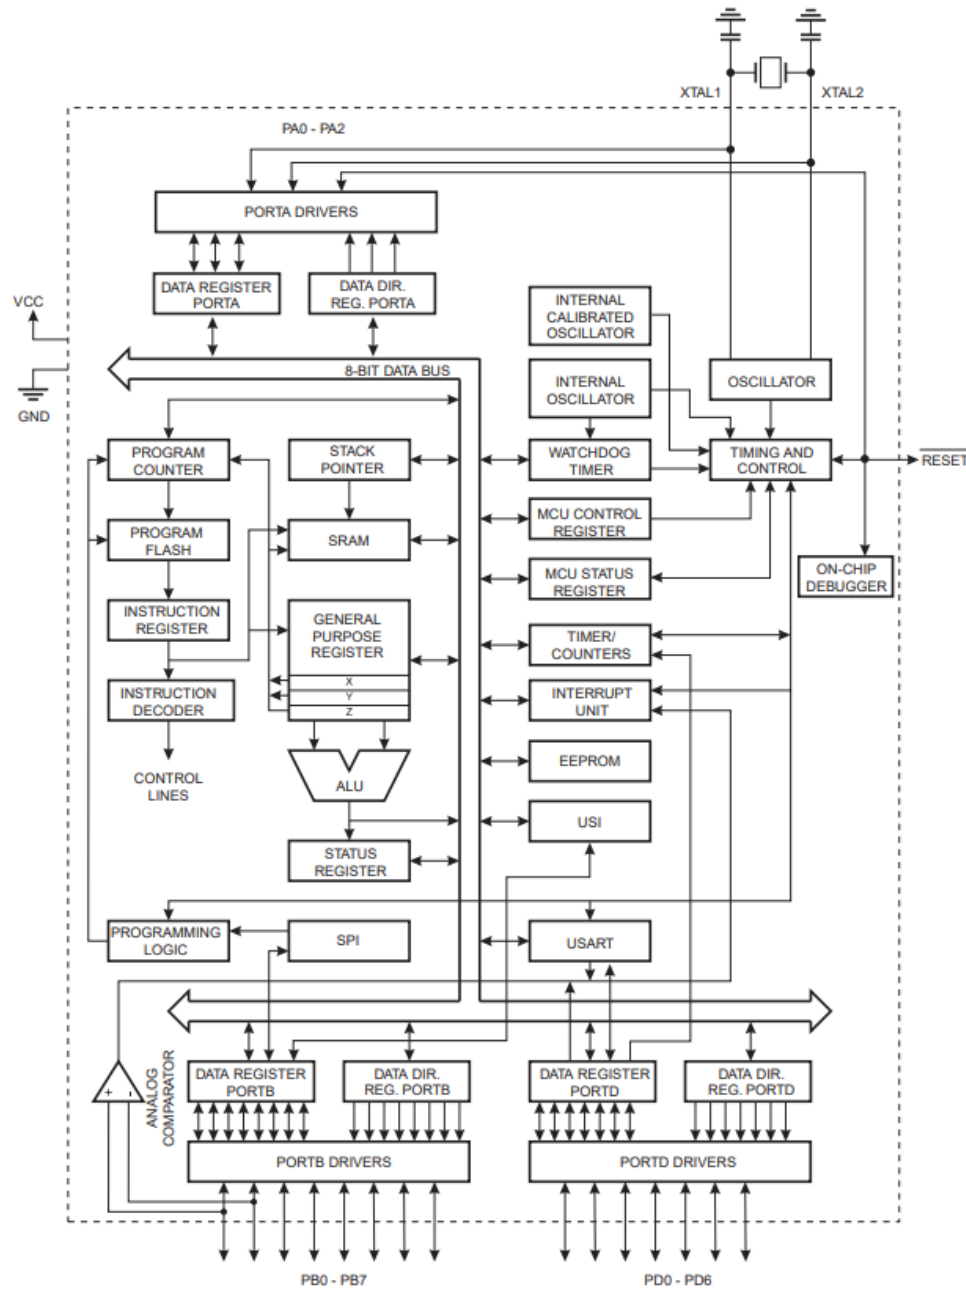 XTAL1
XTAL2
PA0 - PA2
PORTA DRIVERS
DATA REGISTER
PORTA
DATA DIR.
REG. PORTA
VCC
GND
8-BIT DATA BUS
INTERNAL
CALIBRATED
OSCILLATOR
INTERNAL
OSCILLATOR
OSCILLATOR
PROGRAM
COUNTER
STACK
POINTER
WATCHDOG
TIMER
TIMING AND
CONTROL
RESET
PROGRAM
FLASH
SRAM
MCU CONTROL
REGISTER
MCU STATUS
REGISTER
ON-CHIP
DEBUGGER
INSTRUCTION
REGISTER
GENERAL
PURPOSE
REGISTER
X
Y
Z
TIMER/
COUNTERS
INSTRUCTION
DECODER
INTERRUPT
UNIT
CONTROL
LINES
ALU
EEPROM
USI
STATUS
REGISTER
PROGRAMMING
LOGIC
SPI
USART
ANALOG
COMPARATOR
+
-
DATA REGISTER
PORTB
DATA DIR.
REG. PORTB
DATA REGISTER
PORTD
DATA DIR.
REG. PORTD
PORTB DRIVERS
PORTD DRIVERS
PB0 - PB7
PD0 - PD6